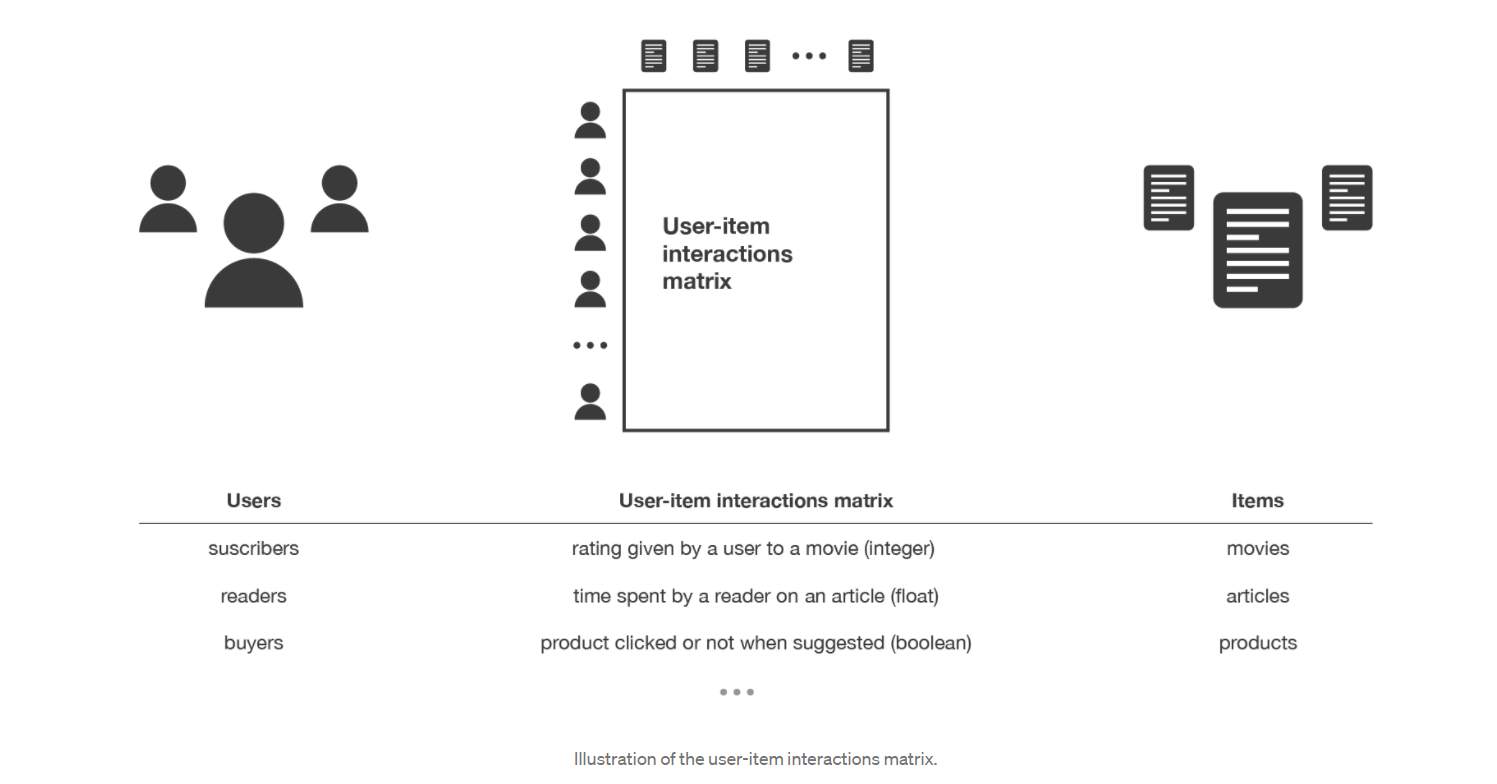 User-item
interactions
matrix
Users User-item interactions matrix Items
suscribers rating given by a user to a movie (integer) movies
readers time spent by a reader on an article (float) articles
buyers product clicked or not when suggested (boolean) products
Illustration of the user-item interactions matrix.